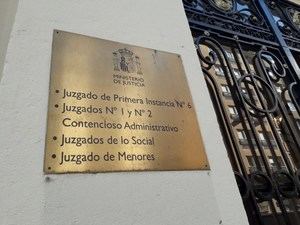 MINISTERIO
DE JUSTICIA
• Juzgado de Primera Instancia Nº 6
• Juzgados Nº 1 y Nº 2
Contencioso Administrativo
• Juzgados de lo Social
• Juzgado de Menores